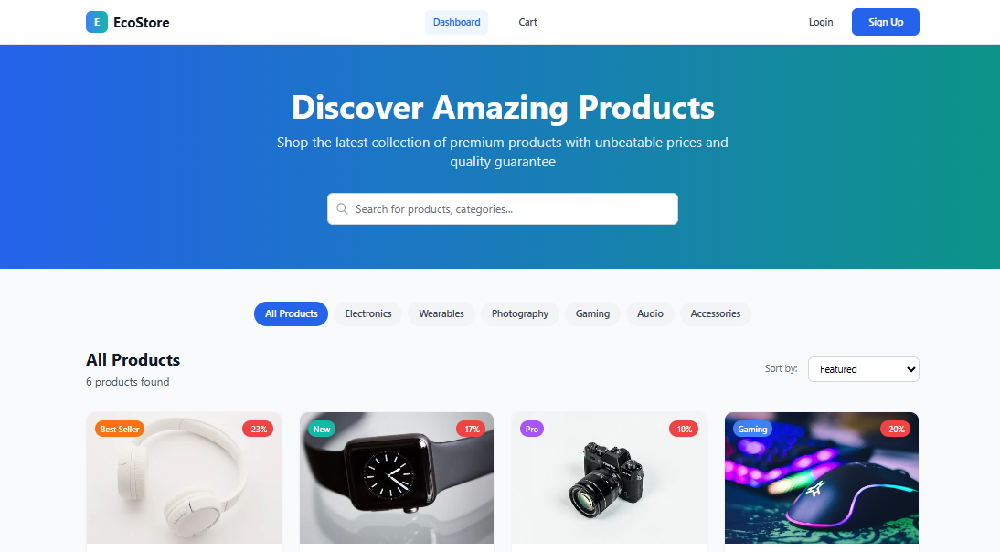 E EcoStore
Dashboard
Cart
Login
Sign Up
Discover Amazing Products
Shop the latest collection of premium products with unbeatable prices and
quality guarantee
Search for products, categories...
All Products
Electronics
Wearables
Photography
Gaming
Audio
Accessories
All Products
6 products found
Sort by:
Featured
Best Seller
-23%
New
-17%
Pro
-10%
Gaming
-20%